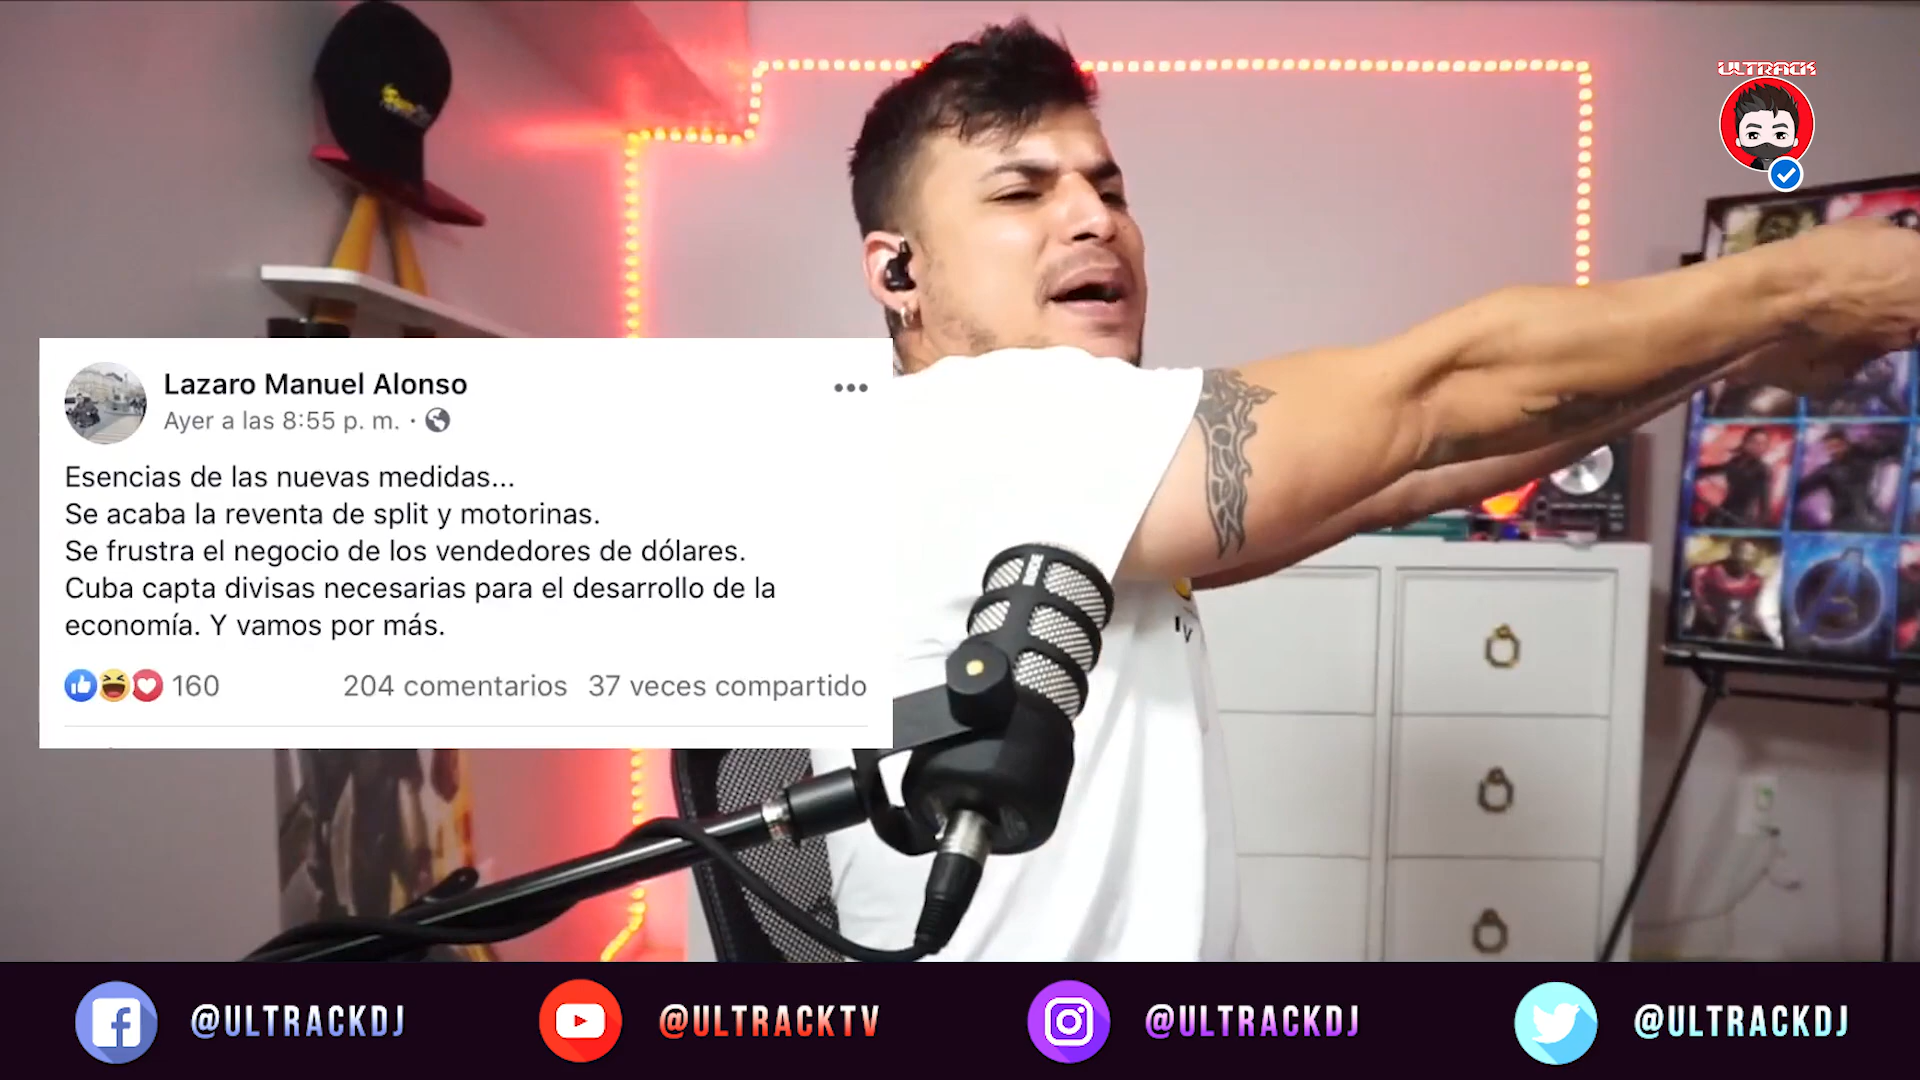 ULTRACK
Lazaro Manuel Alonso
Ayer a las 8:55 p. m. ·
Esencias de las nuevas medidas...
Se acaba la reventa de split y motorinas.
Se frustra el negocio de los vendedores de dólares.
Cuba capta divisas necesarias para el desarrollo de la
economía. Y vamos por más.
160 204 comentarios 37 veces compartido
RODE
@ULTRACKDJ @ULTRACKTV @ULTRACKDJ @ULTRACKDJ